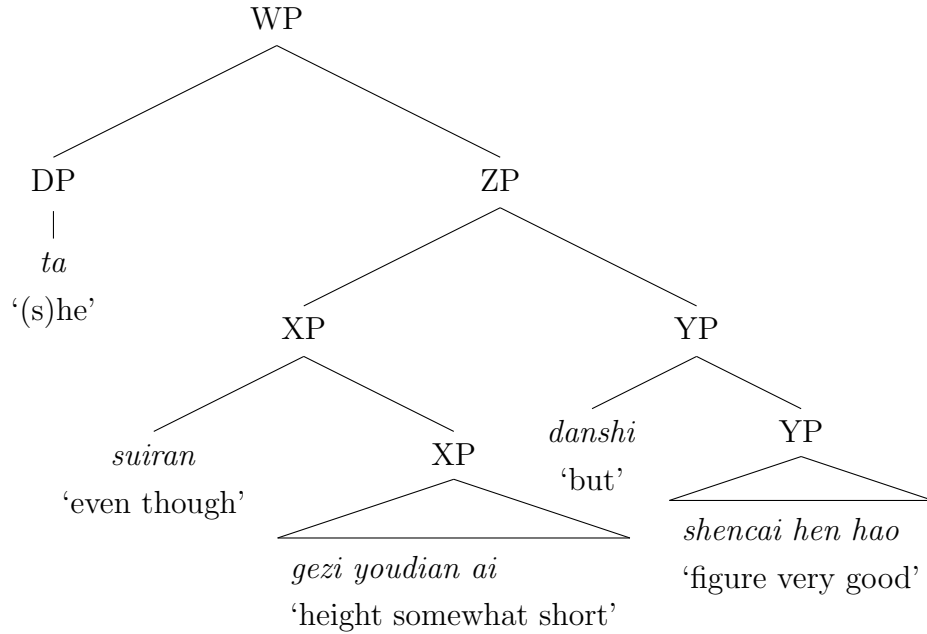 WP
DP ZP
ta
‘(s)he’
XP YP
suiran XP danshi YP
‘even though’ ‘but’
gezi youdian ai shencai hen hao
‘height somewhat short’ ‘figure very good’